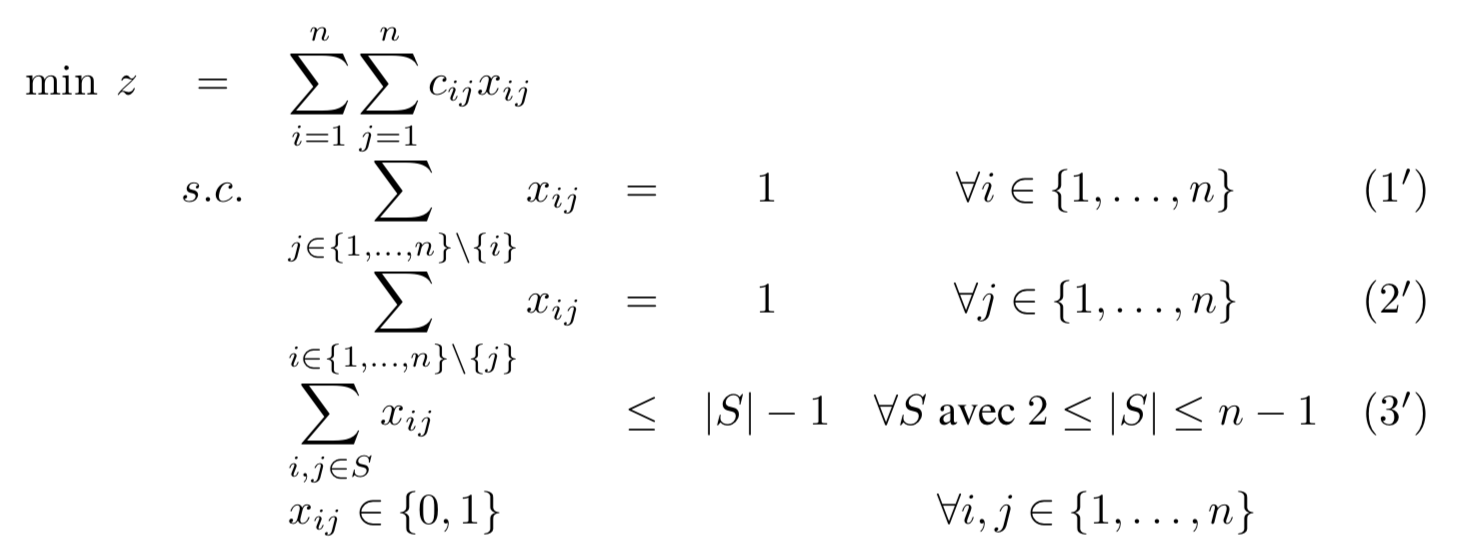 min z = ∑_{i=1}^{n} ∑_{j=1}^{n} c_{ij}x_{ij}
s.c. ∑_{j∈{1,...,n}\{i}} x_{ij} = 1 ∀i ∈ {1, . . . , n} (1′)
∑_{i∈{1,...,n}\{j}} x_{ij} = 1 ∀j ∈ {1, . . . , n} (2′)
∑_{i,j∈S} x_{ij} ≤ |S| − 1 ∀S avec 2 ≤ |S| ≤ n − 1 (3′)
x_{ij} ∈ {0, 1} ∀i, j ∈ {1, . . . , n}